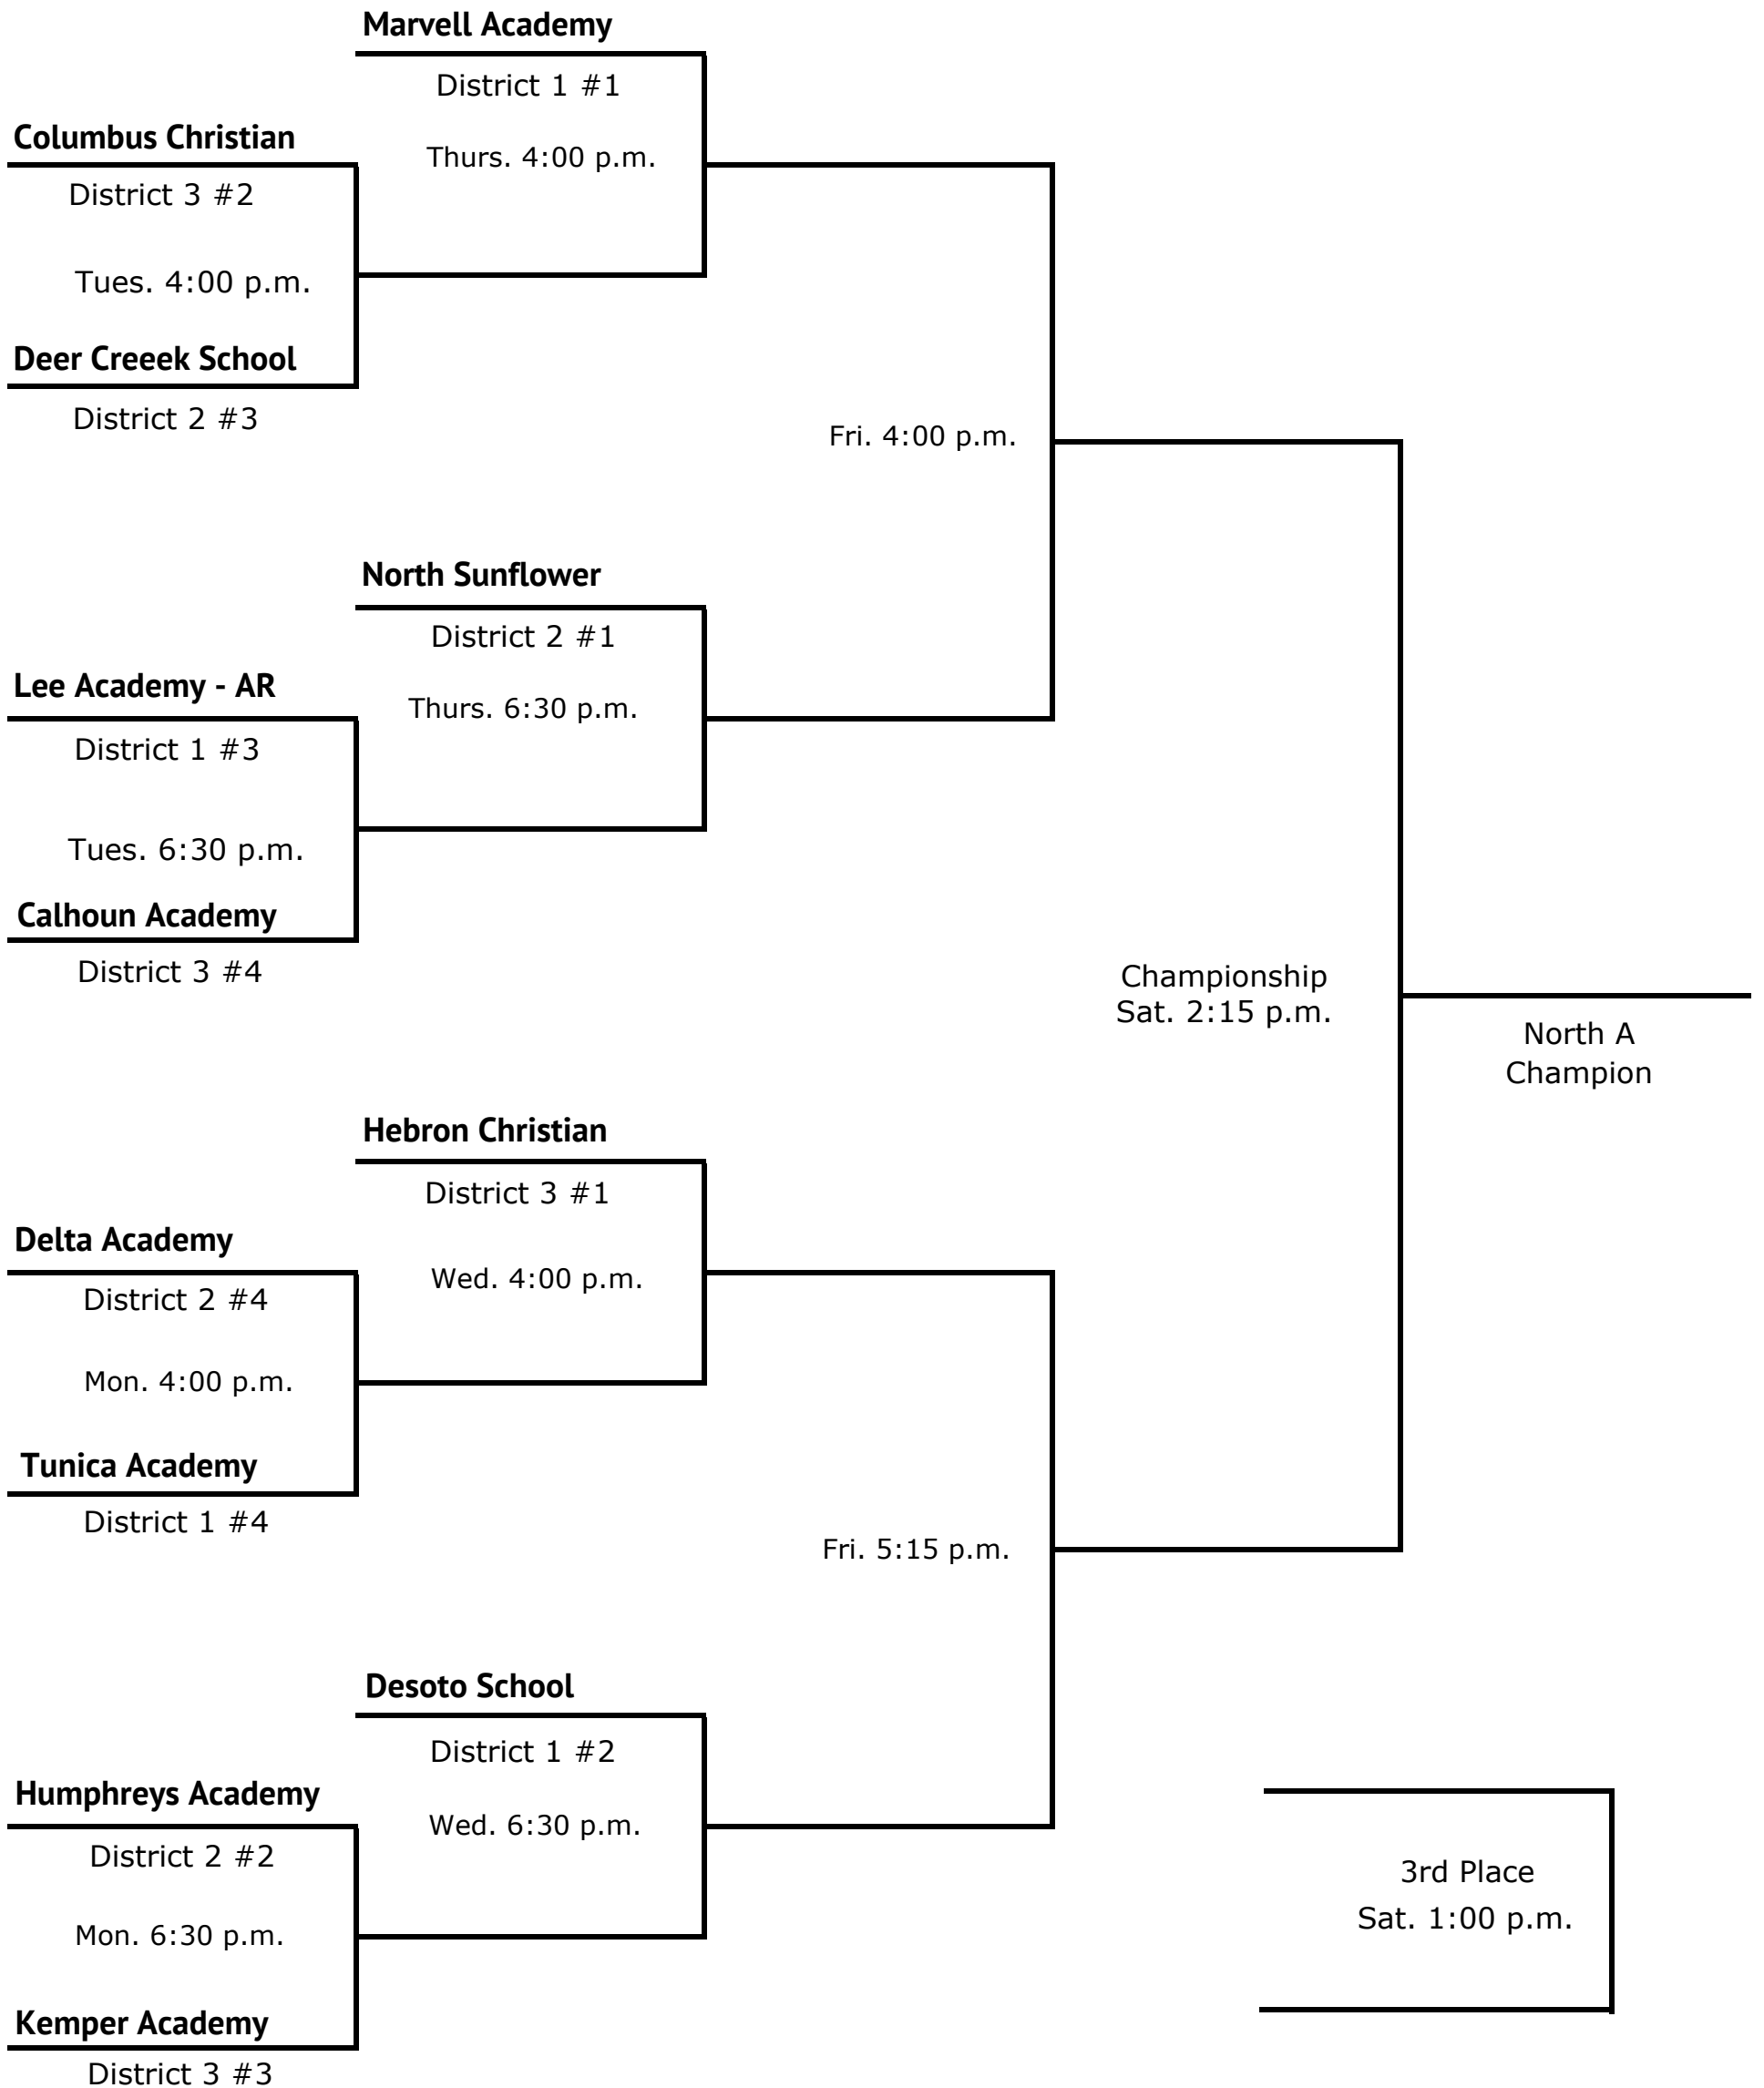 Marvell Academy
District 1 #1
Thurs. 4:00 p.m.
Columbus Christian
District 3 #2
Tues. 4:00 p.m.
Deer Creeek School
District 2 #3
Fri. 4:00 p.m.
North Sunflower
District 2 #1
Thurs. 6:30 p.m.
Lee Academy - AR
District 1 #3
Tues. 6:30 p.m.
Calhoun Academy
District 3 #4
Championship
Sat. 2:15 p.m.
North A
Champion
Hebron Christian
District 3 #1
Wed. 4:00 p.m.
Delta Academy
District 2 #4
Mon. 4:00 p.m.
Tunica Academy
District 1 #4
Fri. 5:15 p.m.
Desoto School
District 1 #2
Wed. 6:30 p.m.
Humphreys Academy
District 2 #2
Mon. 6:30 p.m.
Kemper Academy
District 3 #3
3rd Place
Sat. 1:00 p.m.